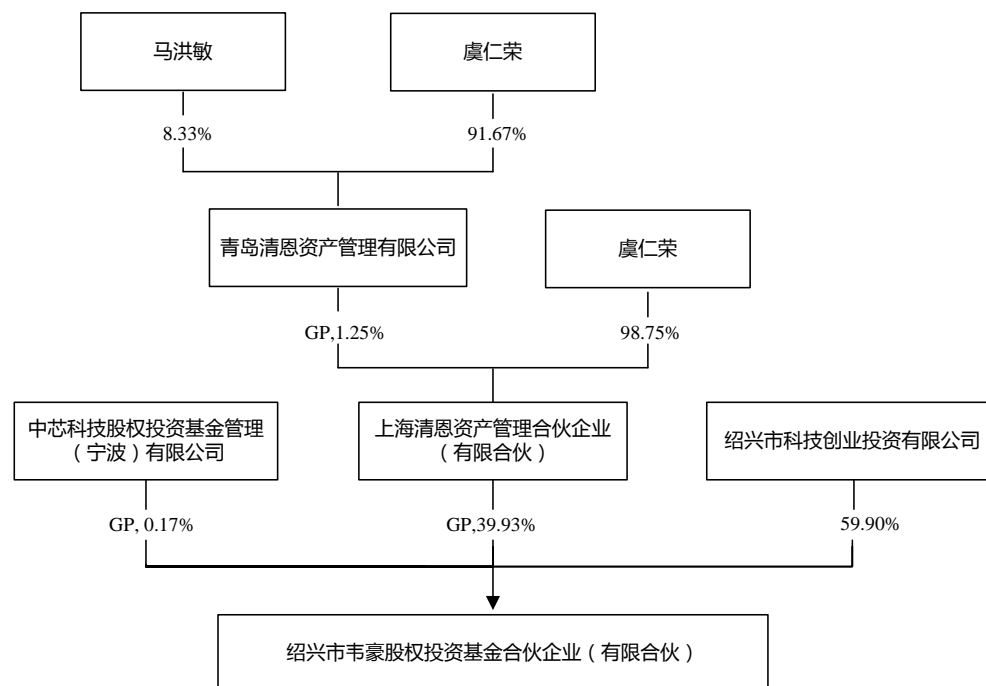 马洪敏
虞仁荣
8.33%
91.67%
青岛清恩资产管理有限公司
虞仁荣
GP,1.25%
98.75%
中芯科技股权投资基金管理
（宁波）有限公司
上海清恩资产管理合伙企业
（有限合伙）
绍兴市科技创业投资有限公司
GP, 0.17%
GP,39.93%
59.90%
绍兴市韦豪股权投资基金合伙企业（有限合伙）